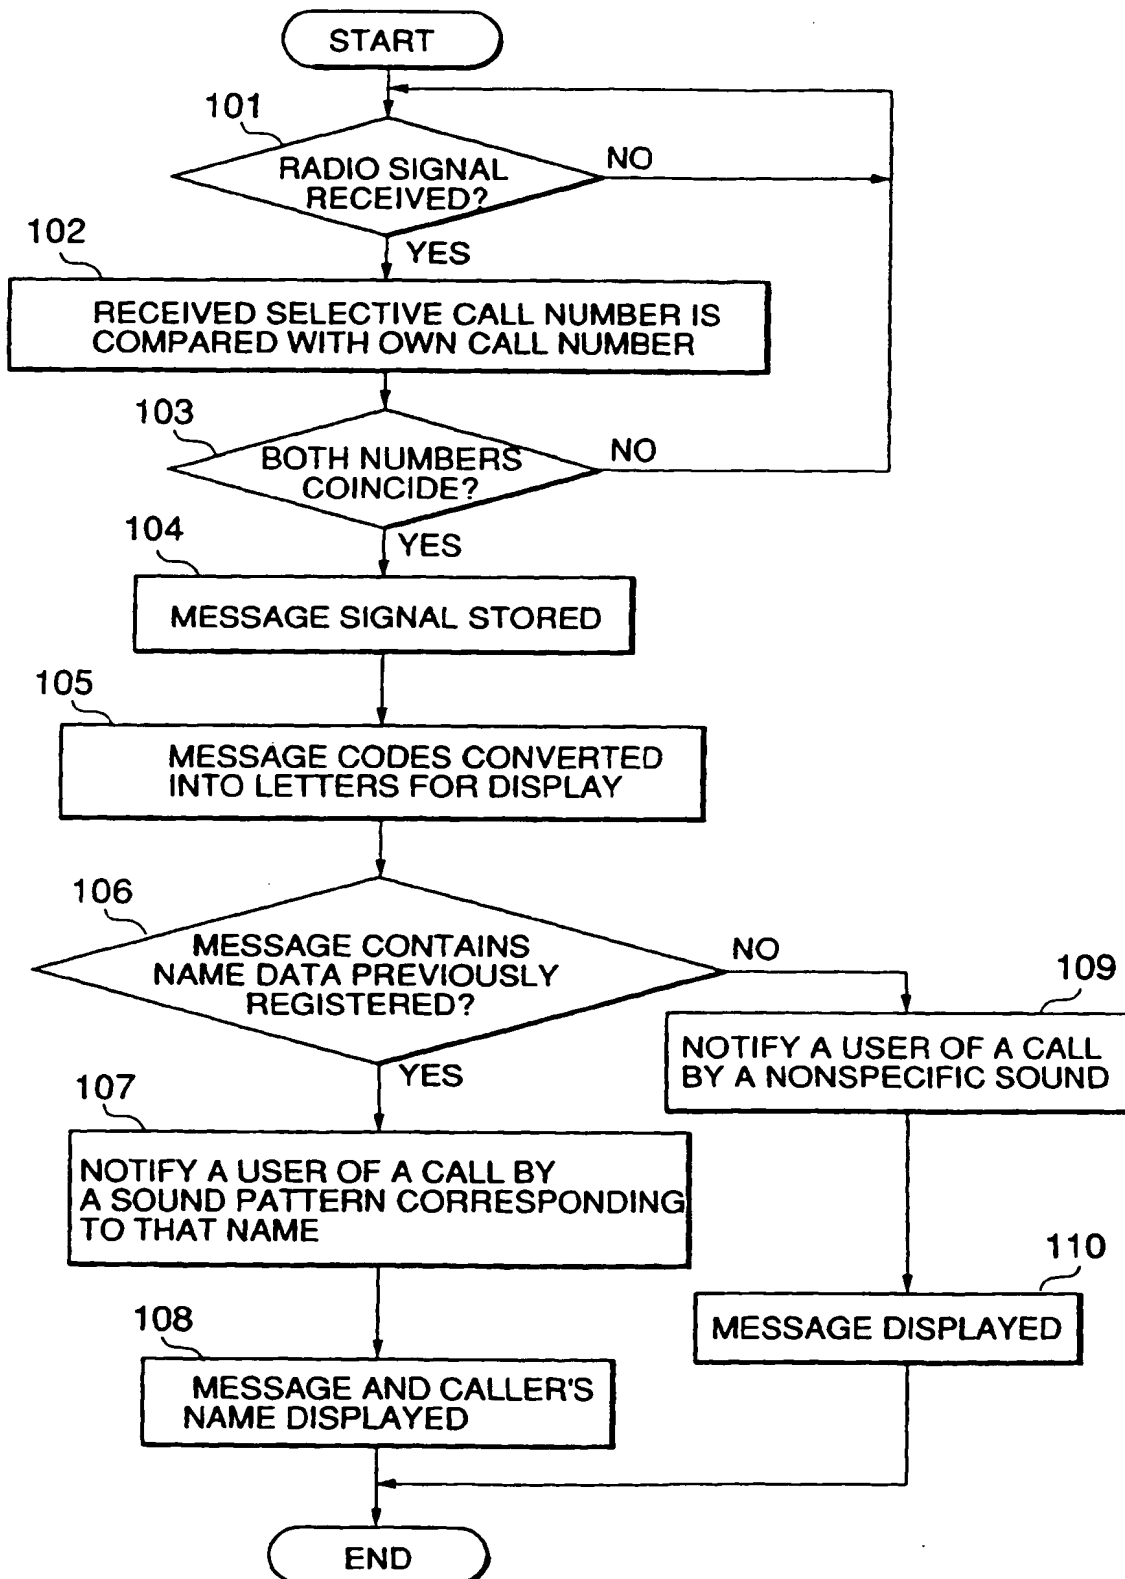 START
101
RADIO SIGNAL
RECEIVED?
NO
YES
102
RECEIVED SELECTIVE CALL NUMBER IS
COMPARED WITH OWN CALL NUMBER
103
BOTH NUMBERS
COINCIDE?
NO
YES
104
MESSAGE SIGNAL STORED
105
MESSAGE CODES CONVERTED
INTO LETTERS FOR DISPLAY
106
MESSAGE CONTAINS
NAME DATA PREVIOUSLY
REGISTERED?
NO
YES
109
NOTIFY A USER OF A CALL
BY A NONSPECIFIC SOUND
107
NOTIFY A USER OF A CALL BY
A SOUND PATTERN CORRESPONDING
TO THAT NAME
110
MESSAGE DISPLAYED
108
MESSAGE AND CALLER'S
NAME DISPLAYED
END